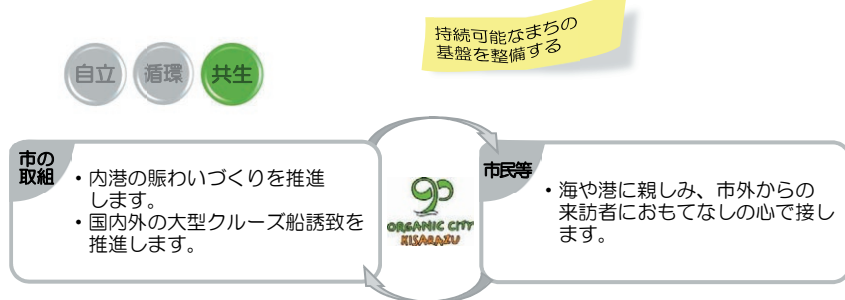 持続可能なまちの
基盤を整備する
自立
循環
共生
市の
取組
・内港の賑わいづくりを推進
します。
・国内外の大型クルーズ船誘致を
推進します。
ORGANIC CITY
KISARAZU
市民等
・海や港に親しみ、市外からの
来訪者におもてなしの心で接し
ます。